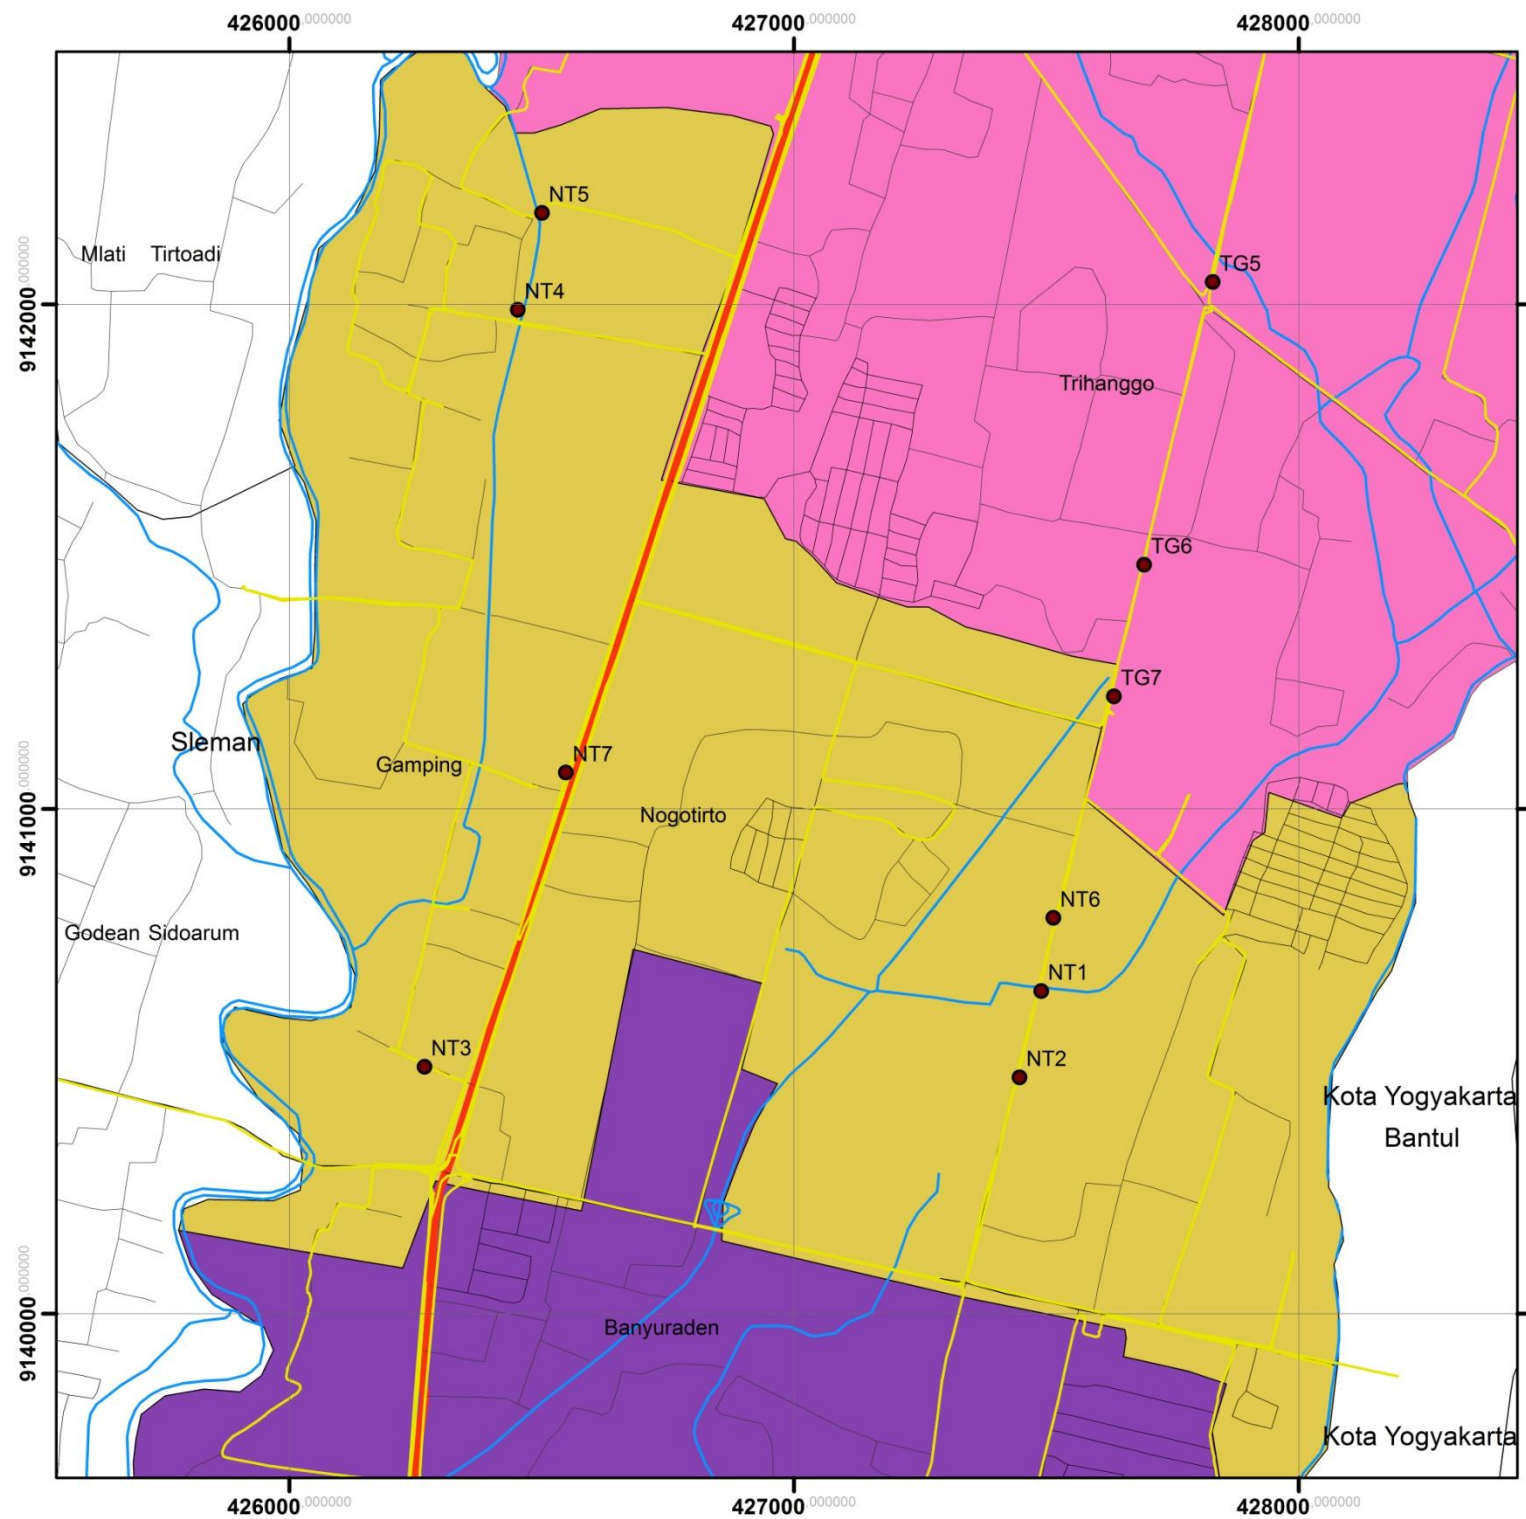 426000.000000 427000.000000 428000.000000
NT5
Mlati Tirtoadi
TG5
NT4
9142000.000000
Trihanggo
TG6
TG7
Sleman
Gamping
NT7
Nogotirto
9141000.000000
NT6
Godean Sidoarum
NT1
NT3
NT2
Kota Yogyakarta
Bantul
9140000.000000
Banyuraden
Kota Yogyakarta
426000.000000 427000.000000 428000.000000